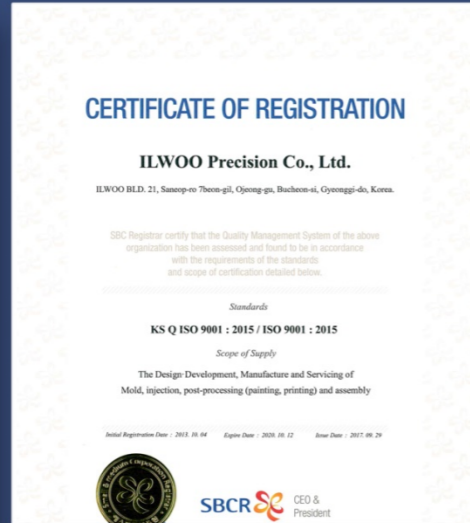 CERTIFICATE OF REGISTRATION
ILWOO Precision Co., Ltd.
ILWOO BLD. 21, Saneop-ro 7beon-gil, Ojeong-gu, Bucheon-si, Gyeonggi-do, Korea.
SBC Registrar certify that the Quality Management System of the above
organization has been assessed and found to be in accordance
with the requirements of the standards
and scope of certification detailed below.
Standards
KS Q ISO 9001 : 2015 / ISO 9001 : 2015
Scope of Supply
The Design·Development, Manufacture and Servicing of
Mold, injection, post-processing (painting, printing) and assembly
Initial Registration Date : 2013. 10. 04 Expire Date : 2020. 10. 12 Issue Date : 2017. 09. 29
SBCR CEO &
President